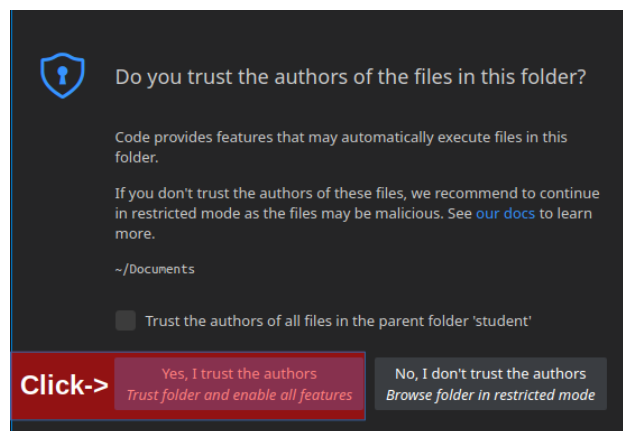 Do you trust the authors of the files in this folder?
Code provides features that may automatically execute files in this
folder.
If you don't trust the authors of these files, we recommend to continue
in restricted mode as the files may be malicious. See our docs to learn
more.
~/Documents
Trust the authors of all files in the parent folder 'student'
Click->
Yes, I trust the authors
Trust folder and enable all features
No, I don't trust the authors
Browse folder in restricted mode